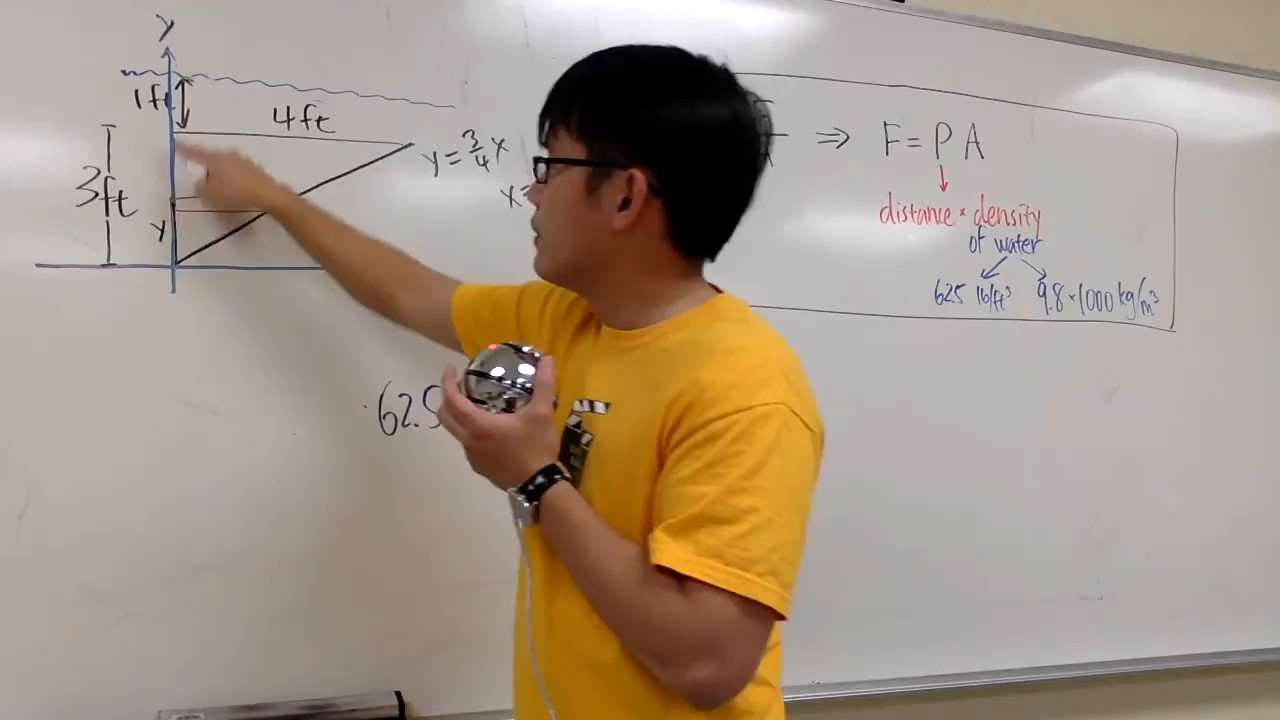 y
1ft
4ft
3ft
y
y = 3/4 x
x =
62.5
⇒ F = P A
distance × density
of water
62.5 lb/ft³ 9.8 × 1000 kg/m³